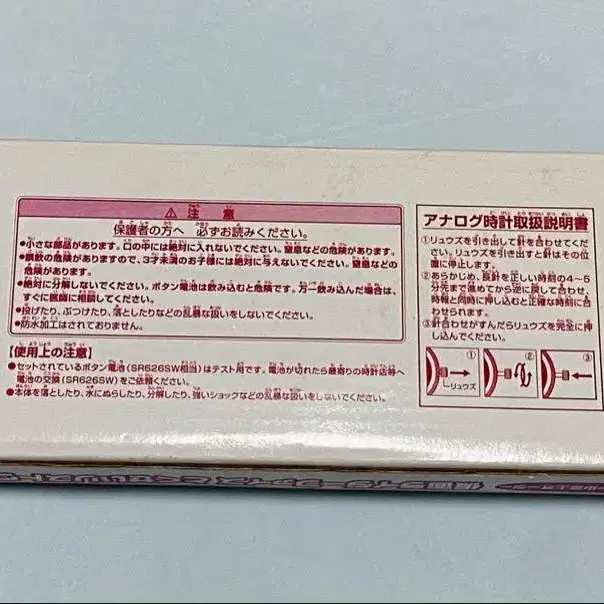 ⚠ 注 意
保護者の方へ 必ずお読みください。
●小さな部品があります。口の中には絶対に入れないでください。窒息などの危険があります。
●誤飲の危険がありますので、3才未満のお子様には絶対に与えないでください。窒息などの
危険があります。
●絶対に分解しないでください。ボタン電池は飲み込むと危険です。万一飲み込んだ場合は、
すぐに医師に相談してください。
●投げたり、ぶつけたり、落としたりなどの乱暴な扱いをしないでください。
●防水加工はされておりません。
【使用上の注意】
●セットされているボタン電池(SR626SW相当)はテスト用です。電池が切れたら最寄りの時計店等へ
電池の交換(SR626SW)をご依頼ください。
●本体を落としたり、水にぬらしたり、分解したり、強いショックなどの乱暴な扱いをしないでください。
アナログ時計取扱説明書
①リュウズを引き出して針を合わせてくだ
さい。リュウズを引き出すと針はその位
置で停止します。
②あらかじめ、長針を正しい時刻の4~5
分先まで進めてから逆に戻して合わせ、
時報と同時に押し込むと正確な時刻に合
わせられます。
③針合わせがすんだらリュウズを完全に押
し込んでください。
① ② ③
リュウズ